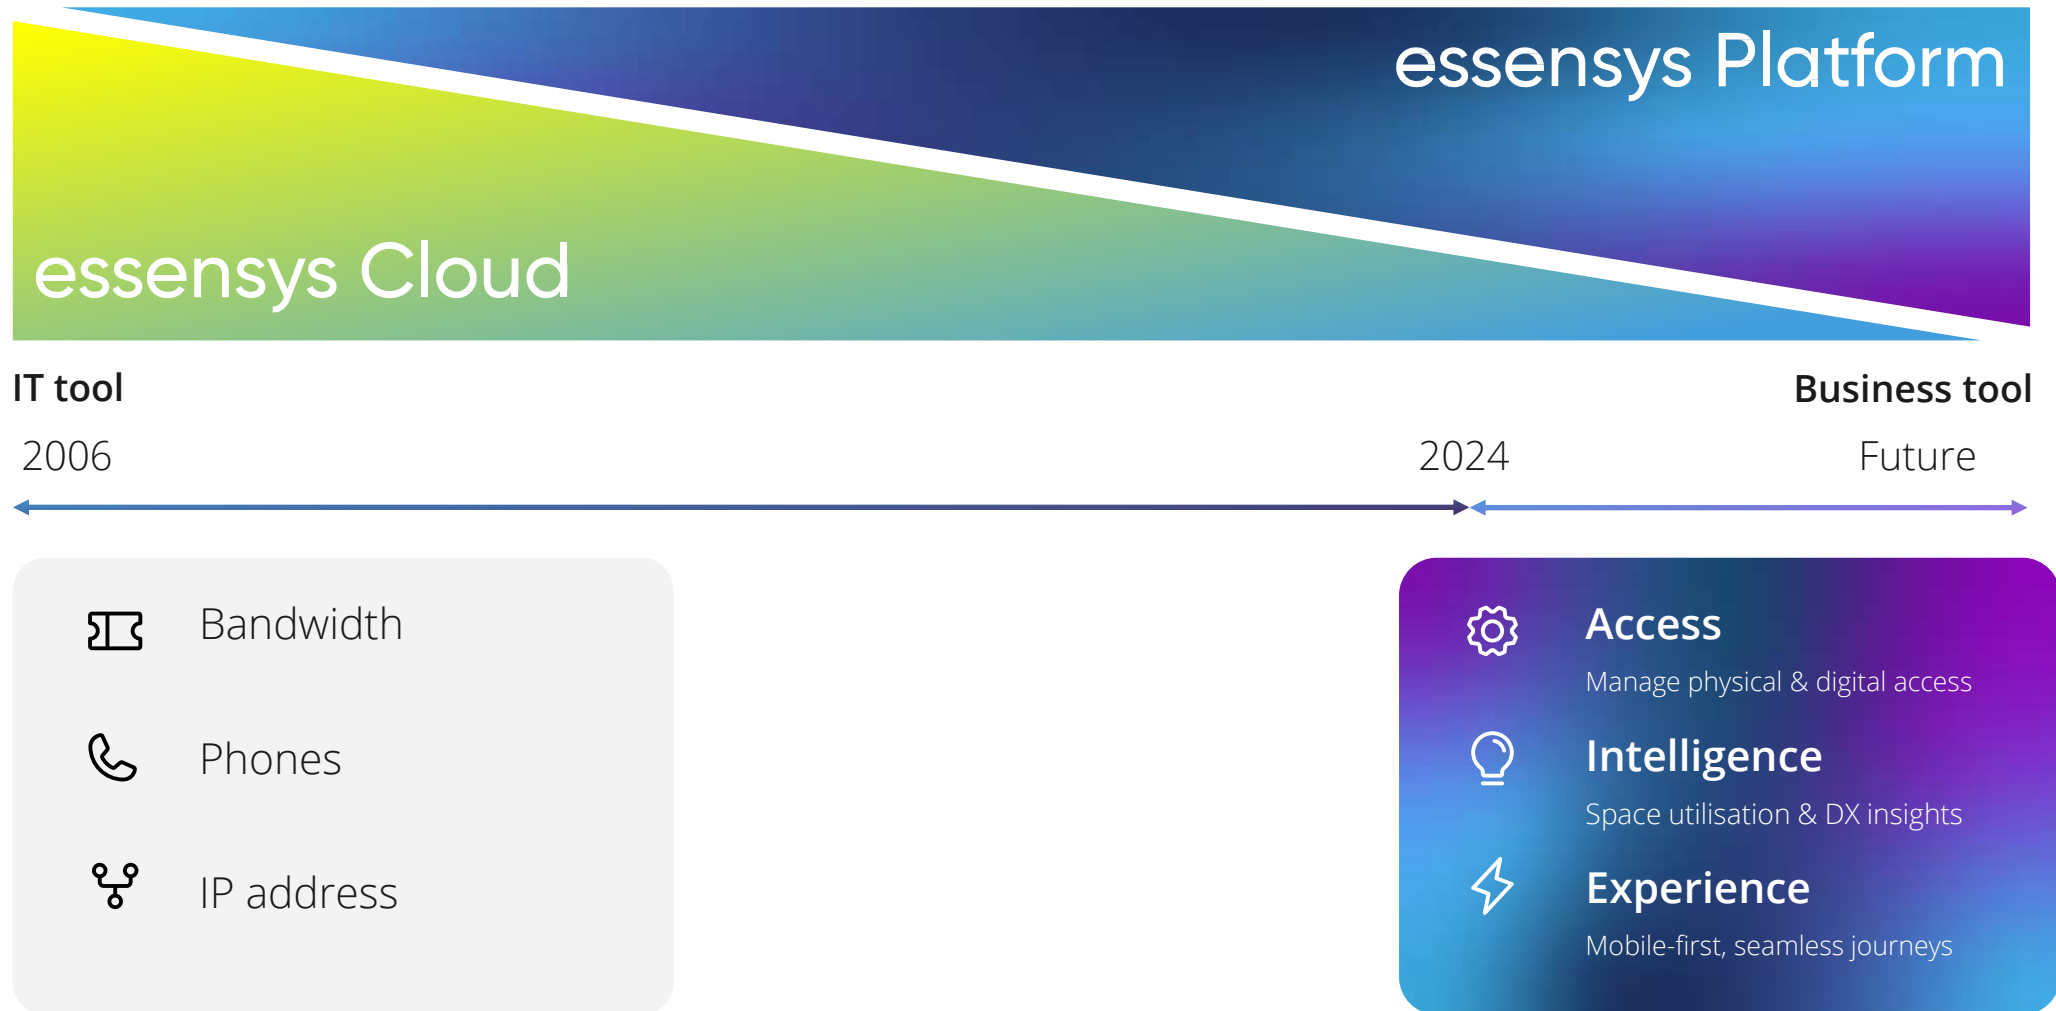 essensys Platform
essensys Cloud
IT tool
Business tool
2006
2024
Future
Bandwidth
Phones
IP address
Access
Manage physical & digital access
Intelligence
Space utilisation & DX insights
Experience
Mobile-first, seamless journeys